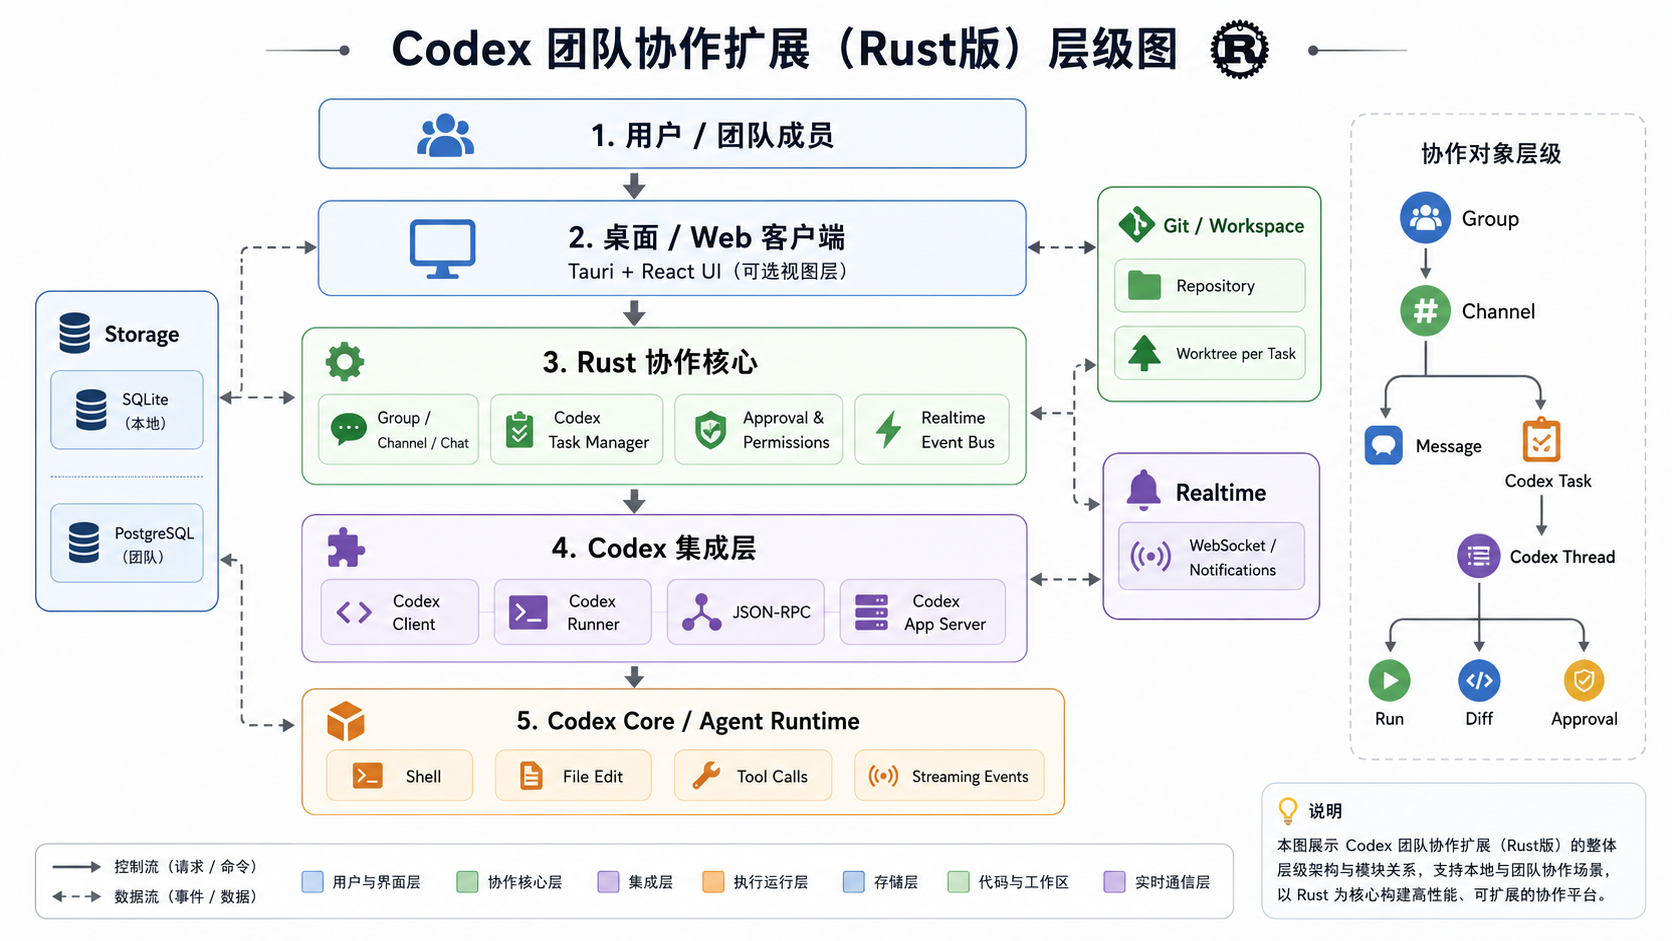 Codex 团队协作扩展（Rust版）层级图
R
1. 用户 / 团队成员
2. 桌面 / Web 客户端
Tauri + React UI（可选视图层）
Storage
SQLite
（本地）
PostgreSQL
（团队）
3. Rust 协作核心
Group /
Channel / Chat
Codex
Task Manager
Approval &
Permissions
Realtime
Event Bus
4. Codex 集成层
Codex
Client
Codex
Runner
JSON-RPC
Codex
App Server
5. Codex Core / Agent Runtime
Shell
File Edit
Tool Calls
Streaming Events
Git / Workspace
Repository
Worktree per Task
Realtime
WebSocket /
Notifications
协作对象层级
Group
#
Channel
Message
Codex Task
Codex Thread
Run
Diff
Approval
控制流（请求 / 命令）
数据流（事件 / 数据）
用户与界面层
协作核心层
集成层
执行运行层
存储层
代码与工作区
实时通信层
说明
本图展示 Codex 团队协作扩展（Rust版）的整体
层级架构与模块关系，支持本地与团队协作场景，
以 Rust 为核心构建高性能、可扩展的协作平台。